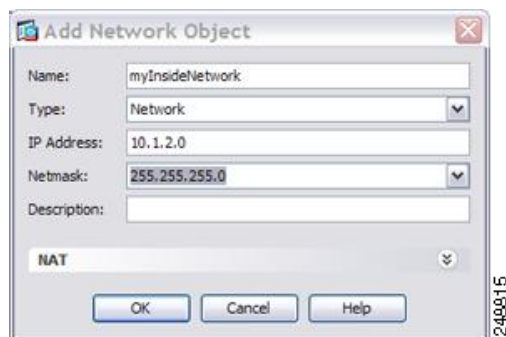 Add Network Object
Name: myInsideNetwork
Type: Network
IP Address: 10.1.2.0
Netmask: 255.255.255.0
Description:
NAT
OK Cancel Help
248815